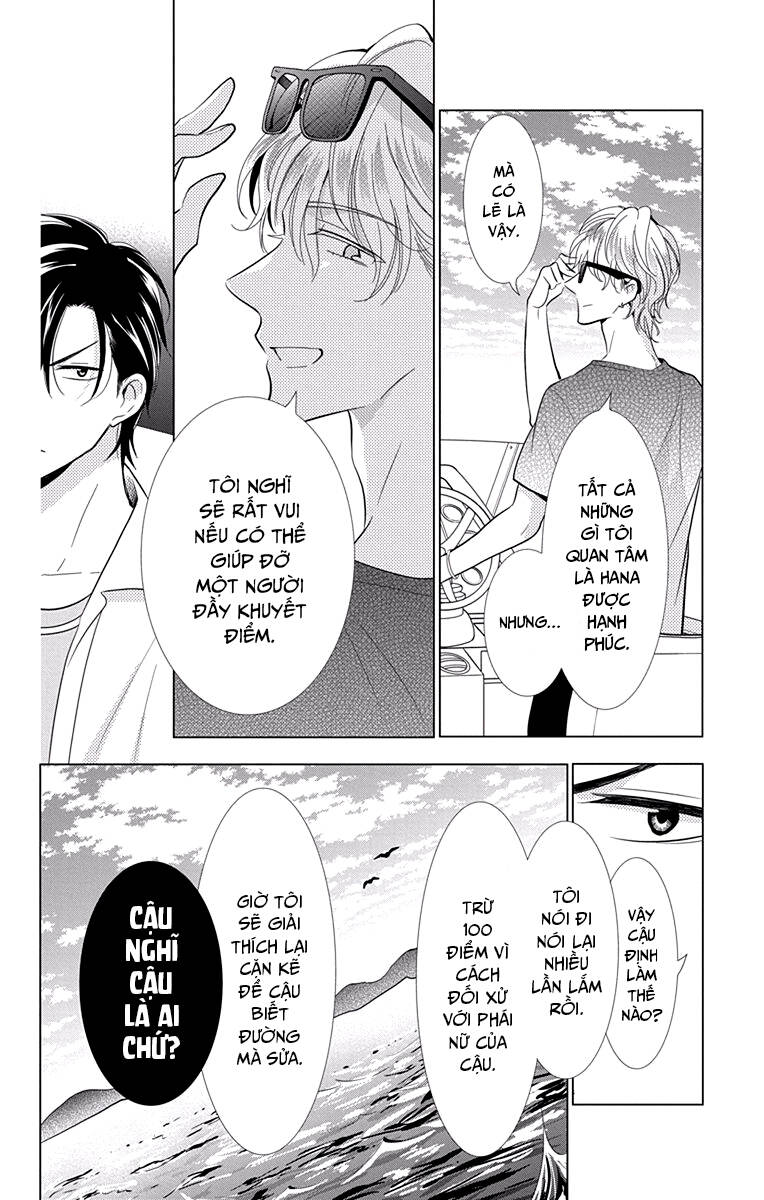 MÀ
CÓ
LẼ LÀ
VẬY.
TẤT CẢ
NHỮNG
GÌ TÔI
QUAN TÂM
LÀ HANA
ĐƯỢC
HẠNH
PHÚC.
NHƯNG...
TÔI NGHĨ
SẼ RẤT VUI
NẾU CÓ THỂ
GIÚP ĐỠ
MỘT NGƯỜI
ĐẦY KHUYẾT
ĐIỂM.
VẬY
CẬU
ĐỊNH
LÀM
THẾ
NÀO?
TÔI
NÓI ĐI
NÓI LẠI
NHIỀU
LẦN LẮM
RỒI.
TRỪ
100
ĐIỂM VÌ
CÁCH
ĐỐI XỬ
VỚI PHÁI
NỮ CỦA
CẬU.
GIỜ TÔI
SẼ GIẢI
THÍCH LẠI
CẶN KẼ
ĐỂ CẬU
BIẾT
ĐƯỜNG
MÀ SỬA.
CẬU
NGHĨ
CẬU
LÀ AI
CHỨ?